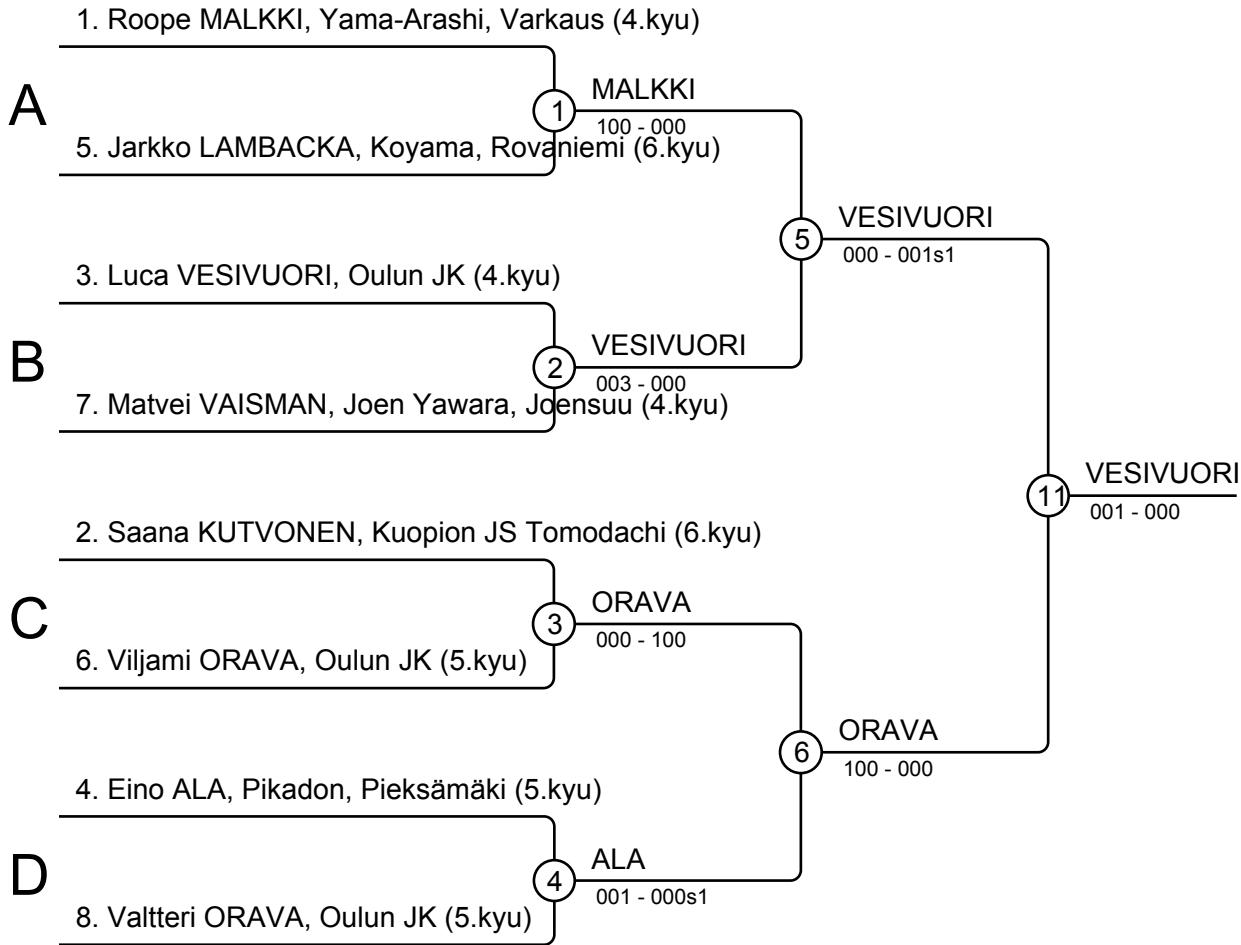 1. Roope MALKKI, Yama-Arashi, Varkaus (4.kyu)
A
1
MALKKI
100 - 000
5. Jarkko LAMBACKA, Koyama, Rovaniemi (6.kyu)
5
VESIVUORI
000 - 001s1
3. Luca VESIVUORI, Oulun JK (4.kyu)
B
2
VESIVUORI
003 - 000
7. Matvei VAISMAN, Joen Yawara, Joensuu (4.kyu)
11
VESIVUORI
001 - 000
2. Saana KUTVONEN, Kuopion JS Tomodachi (6.kyu)
C
3
ORAVA
000 - 100
6. Viljami ORAVA, Oulun JK (5.kyu)
6
ORAVA
100 - 000
4. Eino ALA, Pikadon, Pieksämäki (5.kyu)
D
4
ALA
001 - 000s1
8. Valtteri ORAVA, Oulun JK (5.kyu)